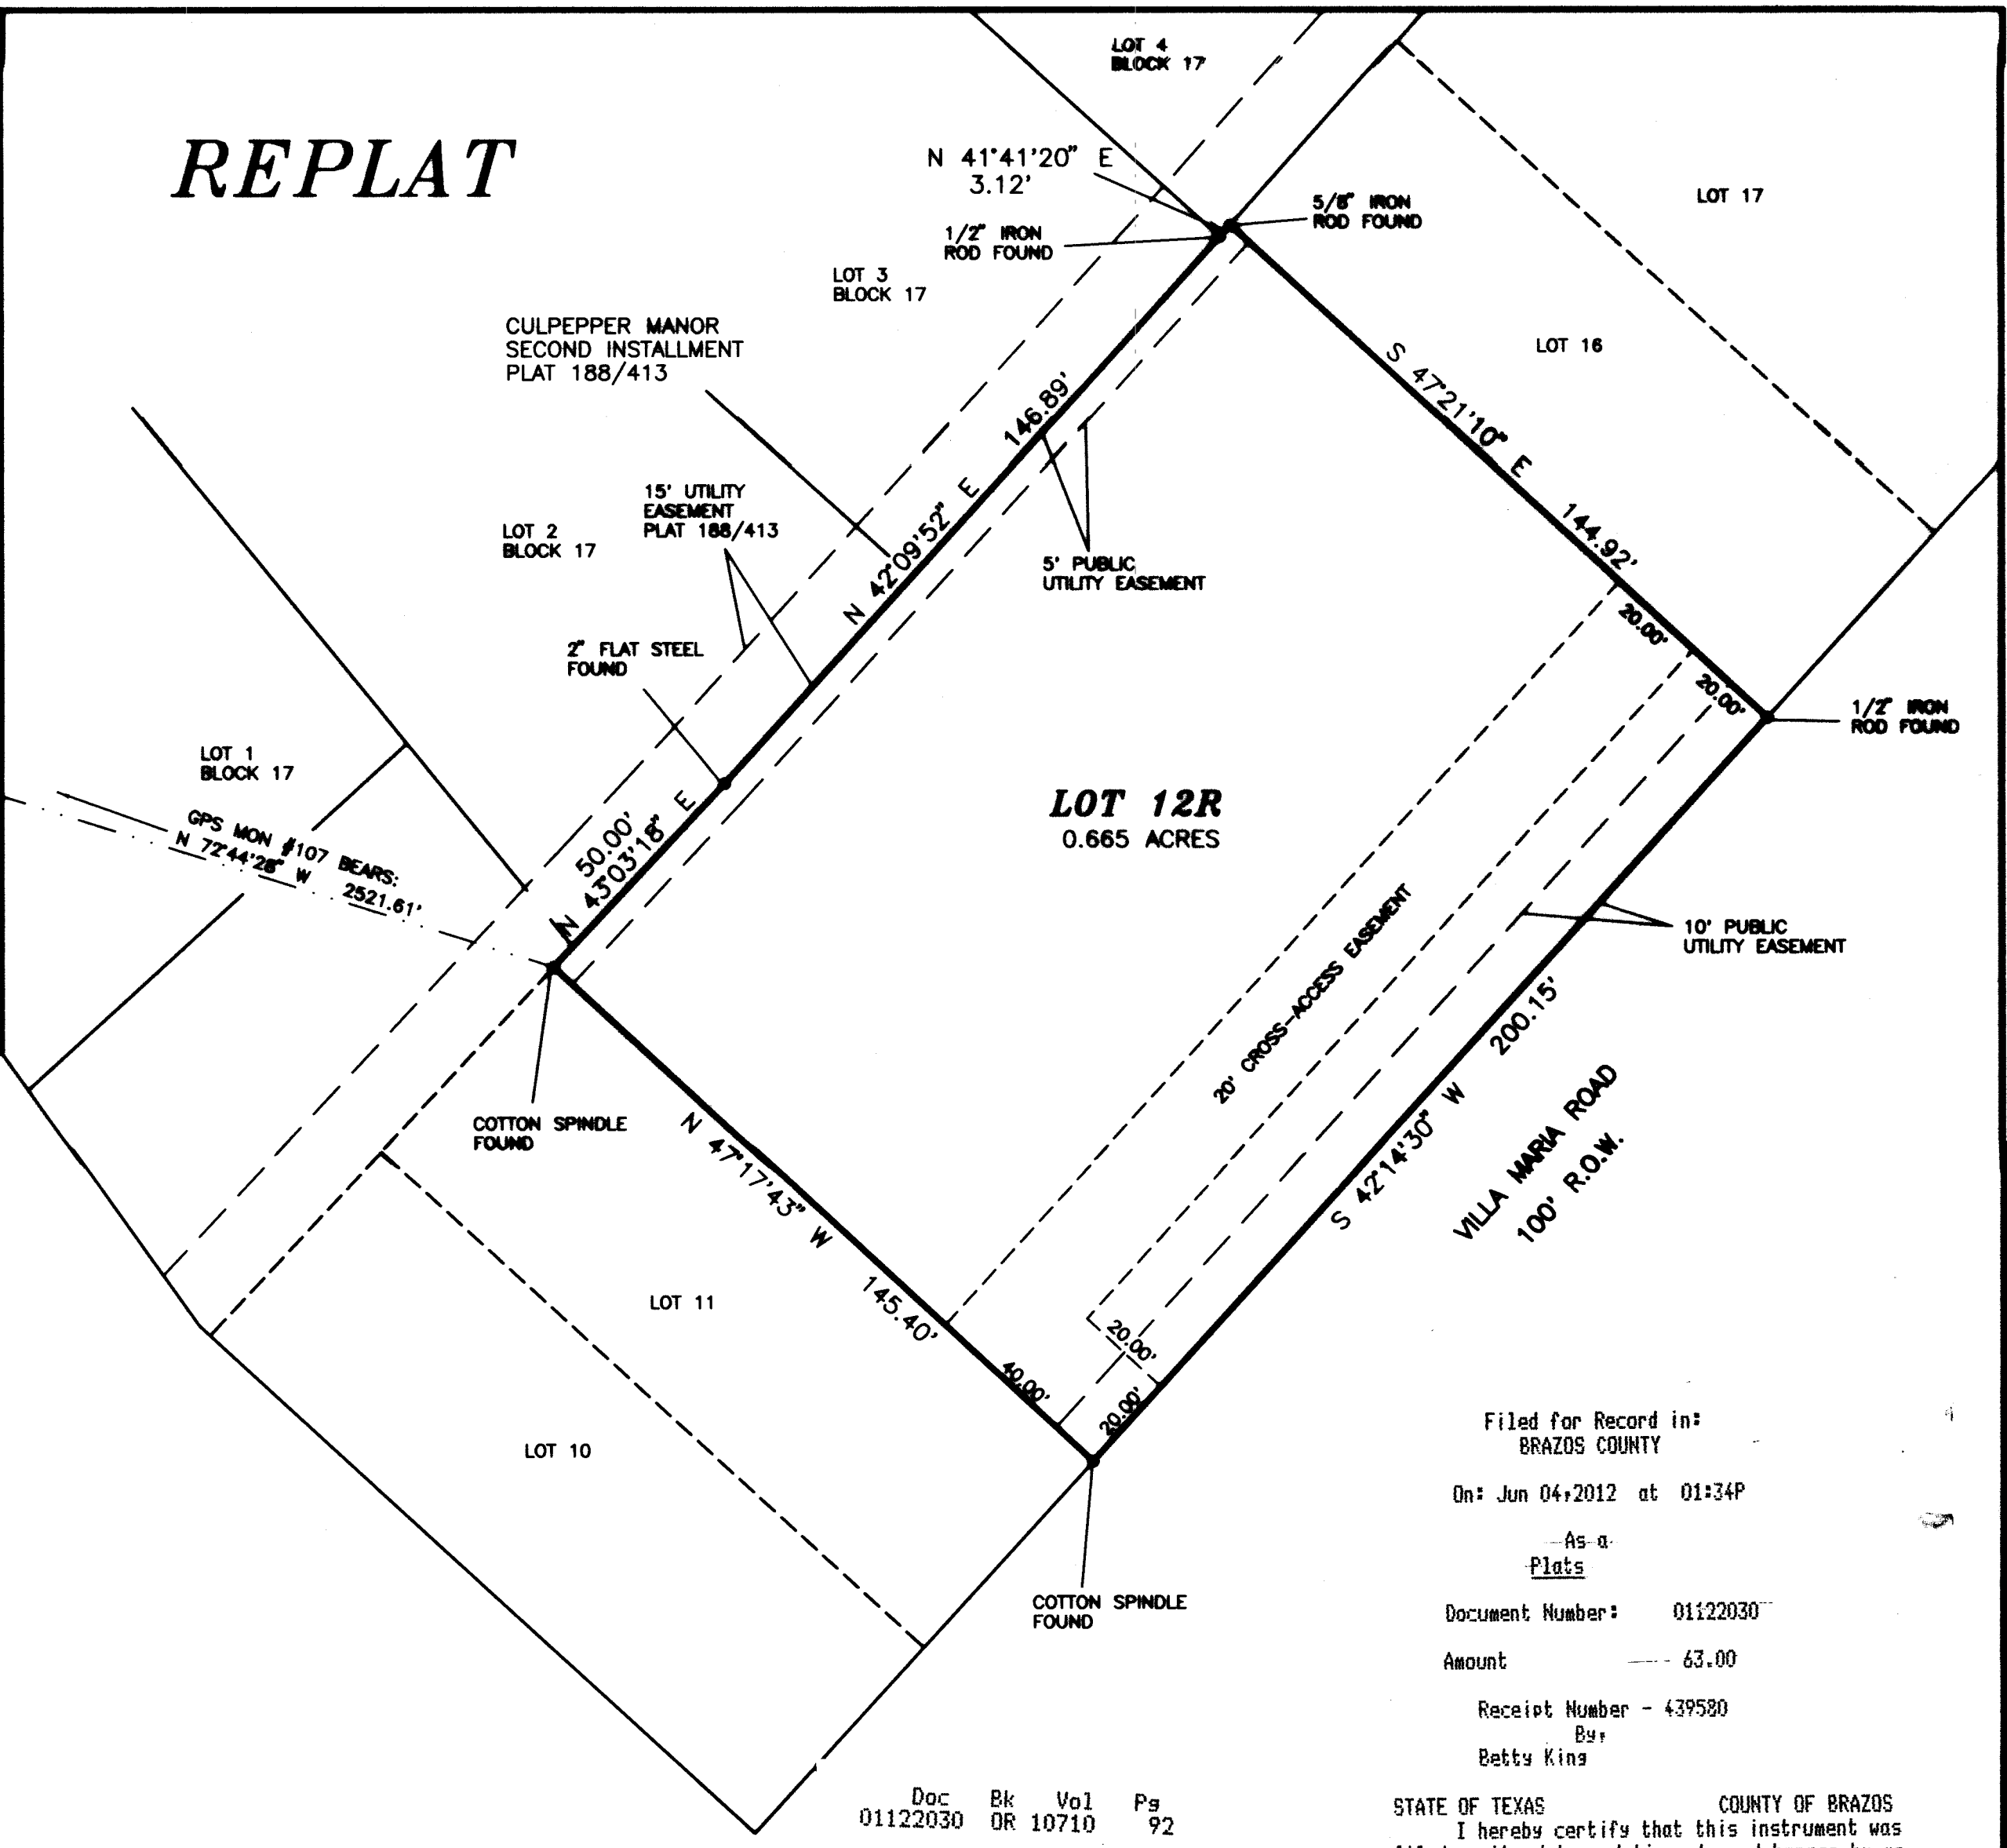 LOT 4
BLOCK 17
REPLAT
N 41°41'20" E
3.12'
5/8" IRON
ROD FOUND
LOT 17
1/2" IRON
ROD FOUND
LOT 3
BLOCK 17
CULPEPPER MANOR
SECOND INSTALLMENT
PLAT 188/413
LOT 16
S 47°21'10" E 144.92'
N 42°09'52" E 146.89'
15' UTILITY
EASEMENT
PLAT 188/413
LOT 2
BLOCK 17
5' PUBLIC
UTILITY EASEMENT
20.00'
20.00'
2" FLAT STEEL
FOUND
1/2" IRON
ROD FOUND
LOT 1
BLOCK 17
GPS MON #107 BEARS:
N 72°44'28" W 2521.61'
50.00'
N 43°03'18" E
LOT 12R
0.665 ACRES
20' CROSS-ACCESS EASEMENT
10' PUBLIC
UTILITY EASEMENT
S 42°14'30" W 200.15'
VILLA MARIA ROAD
100' R.O.W.
COTTON SPINDLE
FOUND
N 47°17'43" W 145.40'
LOT 11
20.00'
40.00'
20.00'
LOT 10
COTTON SPINDLE
FOUND
Filed for Record in:
BRAZOS COUNTY
On: Jun 04,2012 at 01:34P
As a
Plats
Document Number: 01122030
Amount 63.00
Receipt Number - 439580
By,
Betty King
Doc Bk Vol Pg
01122030 OR 10710 92
STATE OF TEXAS COUNTY OF BRAZOS
I hereby certify that this instrument was